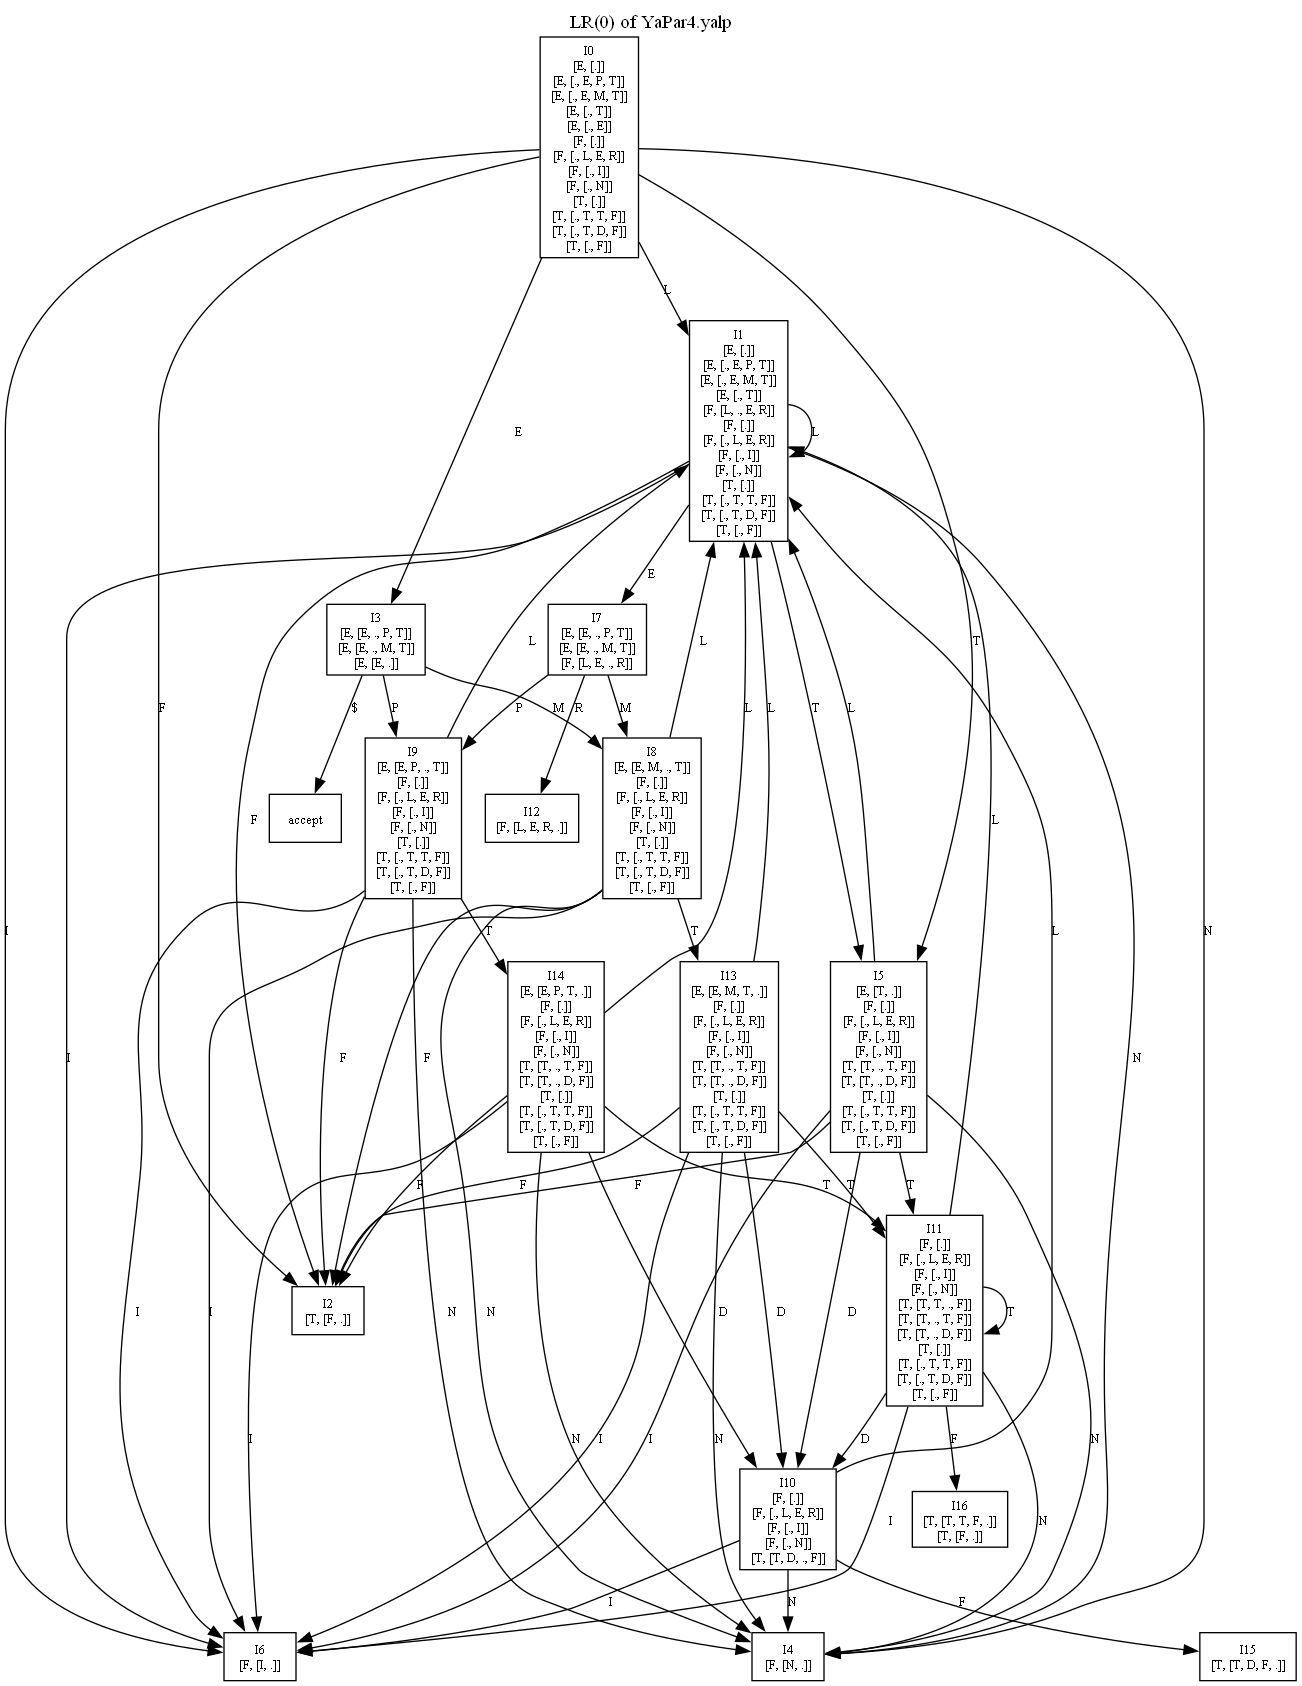 LR(0) of YaPar4.yalp
I0
[E, [.]]
[E, [., E, P, T]]
[E, [., E, M, T]]
[E, [., T]]
[E, [., E]]
[F, [.]]
[F, [., L, E, R]]
[F, [., I]]
[F, [., N]]
[T, [.]]
[T, [., T, T, F]]
[T, [., T, D, F]]
[T, [., F]]
L
I1
[E, [.]]
[E, [., E, P, T]]
[E, [., E, M, T]]
[E, [., T]]
[F, [L, ., E, R]]
[F, [.]]
[F, [., L, E, R]]
[F, [., I]]
[F, [., N]]
[T, [.]]
[T, [., T, T, F]]
[T, [., T, D, F]]
[T, [., F]]
E
L
E
I3
[E, [E, ., P, T]]
[E, [E, ., M, T]]
[E, [E, .]]
I7
[E, [E, ., P, T]]
[E, [E, ., M, T]]
[F, [L, E, ., R]]
L
L
T
F
$
P
M
P
R
M
L
L
T
L
I9
[E, [E, P, ., T]]
[F, [.]]
[F, [., L, E, R]]
[F, [., I]]
[F, [., N]]
[T, [.]]
[T, [., T, T, F]]
[T, [., T, D, F]]
[T, [., F]]
I8
[E, [E, M, ., T]]
[F, [.]]
[F, [., L, E, R]]
[F, [., I]]
[F, [., N]]
[T, [.]]
[T, [., T, T, F]]
[T, [., T, D, F]]
[T, [., F]]
accept
I12
[F, [L, E, R, .]]
F
L
I
T
T
L
N
I14
[E, [E, P, T, .]]
[F, [.]]
[F, [., L, E, R]]
[F, [., I]]
[F, [., N]]
[T, [T, ., T, F]]
[T, [T, ., D, F]]
[T, [.]]
[T, [., T, T, F]]
[T, [., T, D, F]]
[T, [., F]]
I13
[E, [E, M, T, .]]
[F, [.]]
[F, [., L, E, R]]
[F, [., I]]
[F, [., N]]
[T, [T, ., T, F]]
[T, [T, ., D, F]]
[T, [.]]
[T, [., T, T, F]]
[T, [., T, D, F]]
[T, [., F]]
I5
[E, [T, .]]
[F, [.]]
[F, [., L, E, R]]
[F, [., I]]
[F, [., N]]
[T, [T, ., T, F]]
[T, [T, ., D, F]]
[T, [.]]
[T, [., T, T, F]]
[T, [., T, D, F]]
[T, [., F]]
I
F
F
N
F
F
F
T
T
T
I11
[F, [.]]
[F, [., L, E, R]]
[F, [., I]]
[F, [., N]]
[T, [T, T, ., F]]
[T, [T, ., T, F]]
[T, [T, ., D, F]]
[T, [.]]
[T, [., T, T, F]]
[T, [., T, D, F]]
[T, [., F]]
I2
[T, [F, .]]
I
I
N
N
D
D
D
T
I
N
I
N
I
D
F
N
I10
[F, [.]]
[F, [., L, E, R]]
[F, [., I]]
[F, [., N]]
[T, [T, D, ., F]]
I16
[T, [T, T, F, .]]
[T, [F, .]]
I
N
I
N
F
I6
[F, [I, .]]
I4
[F, [N, .]]
I15
[T, [T, D, F, .]]